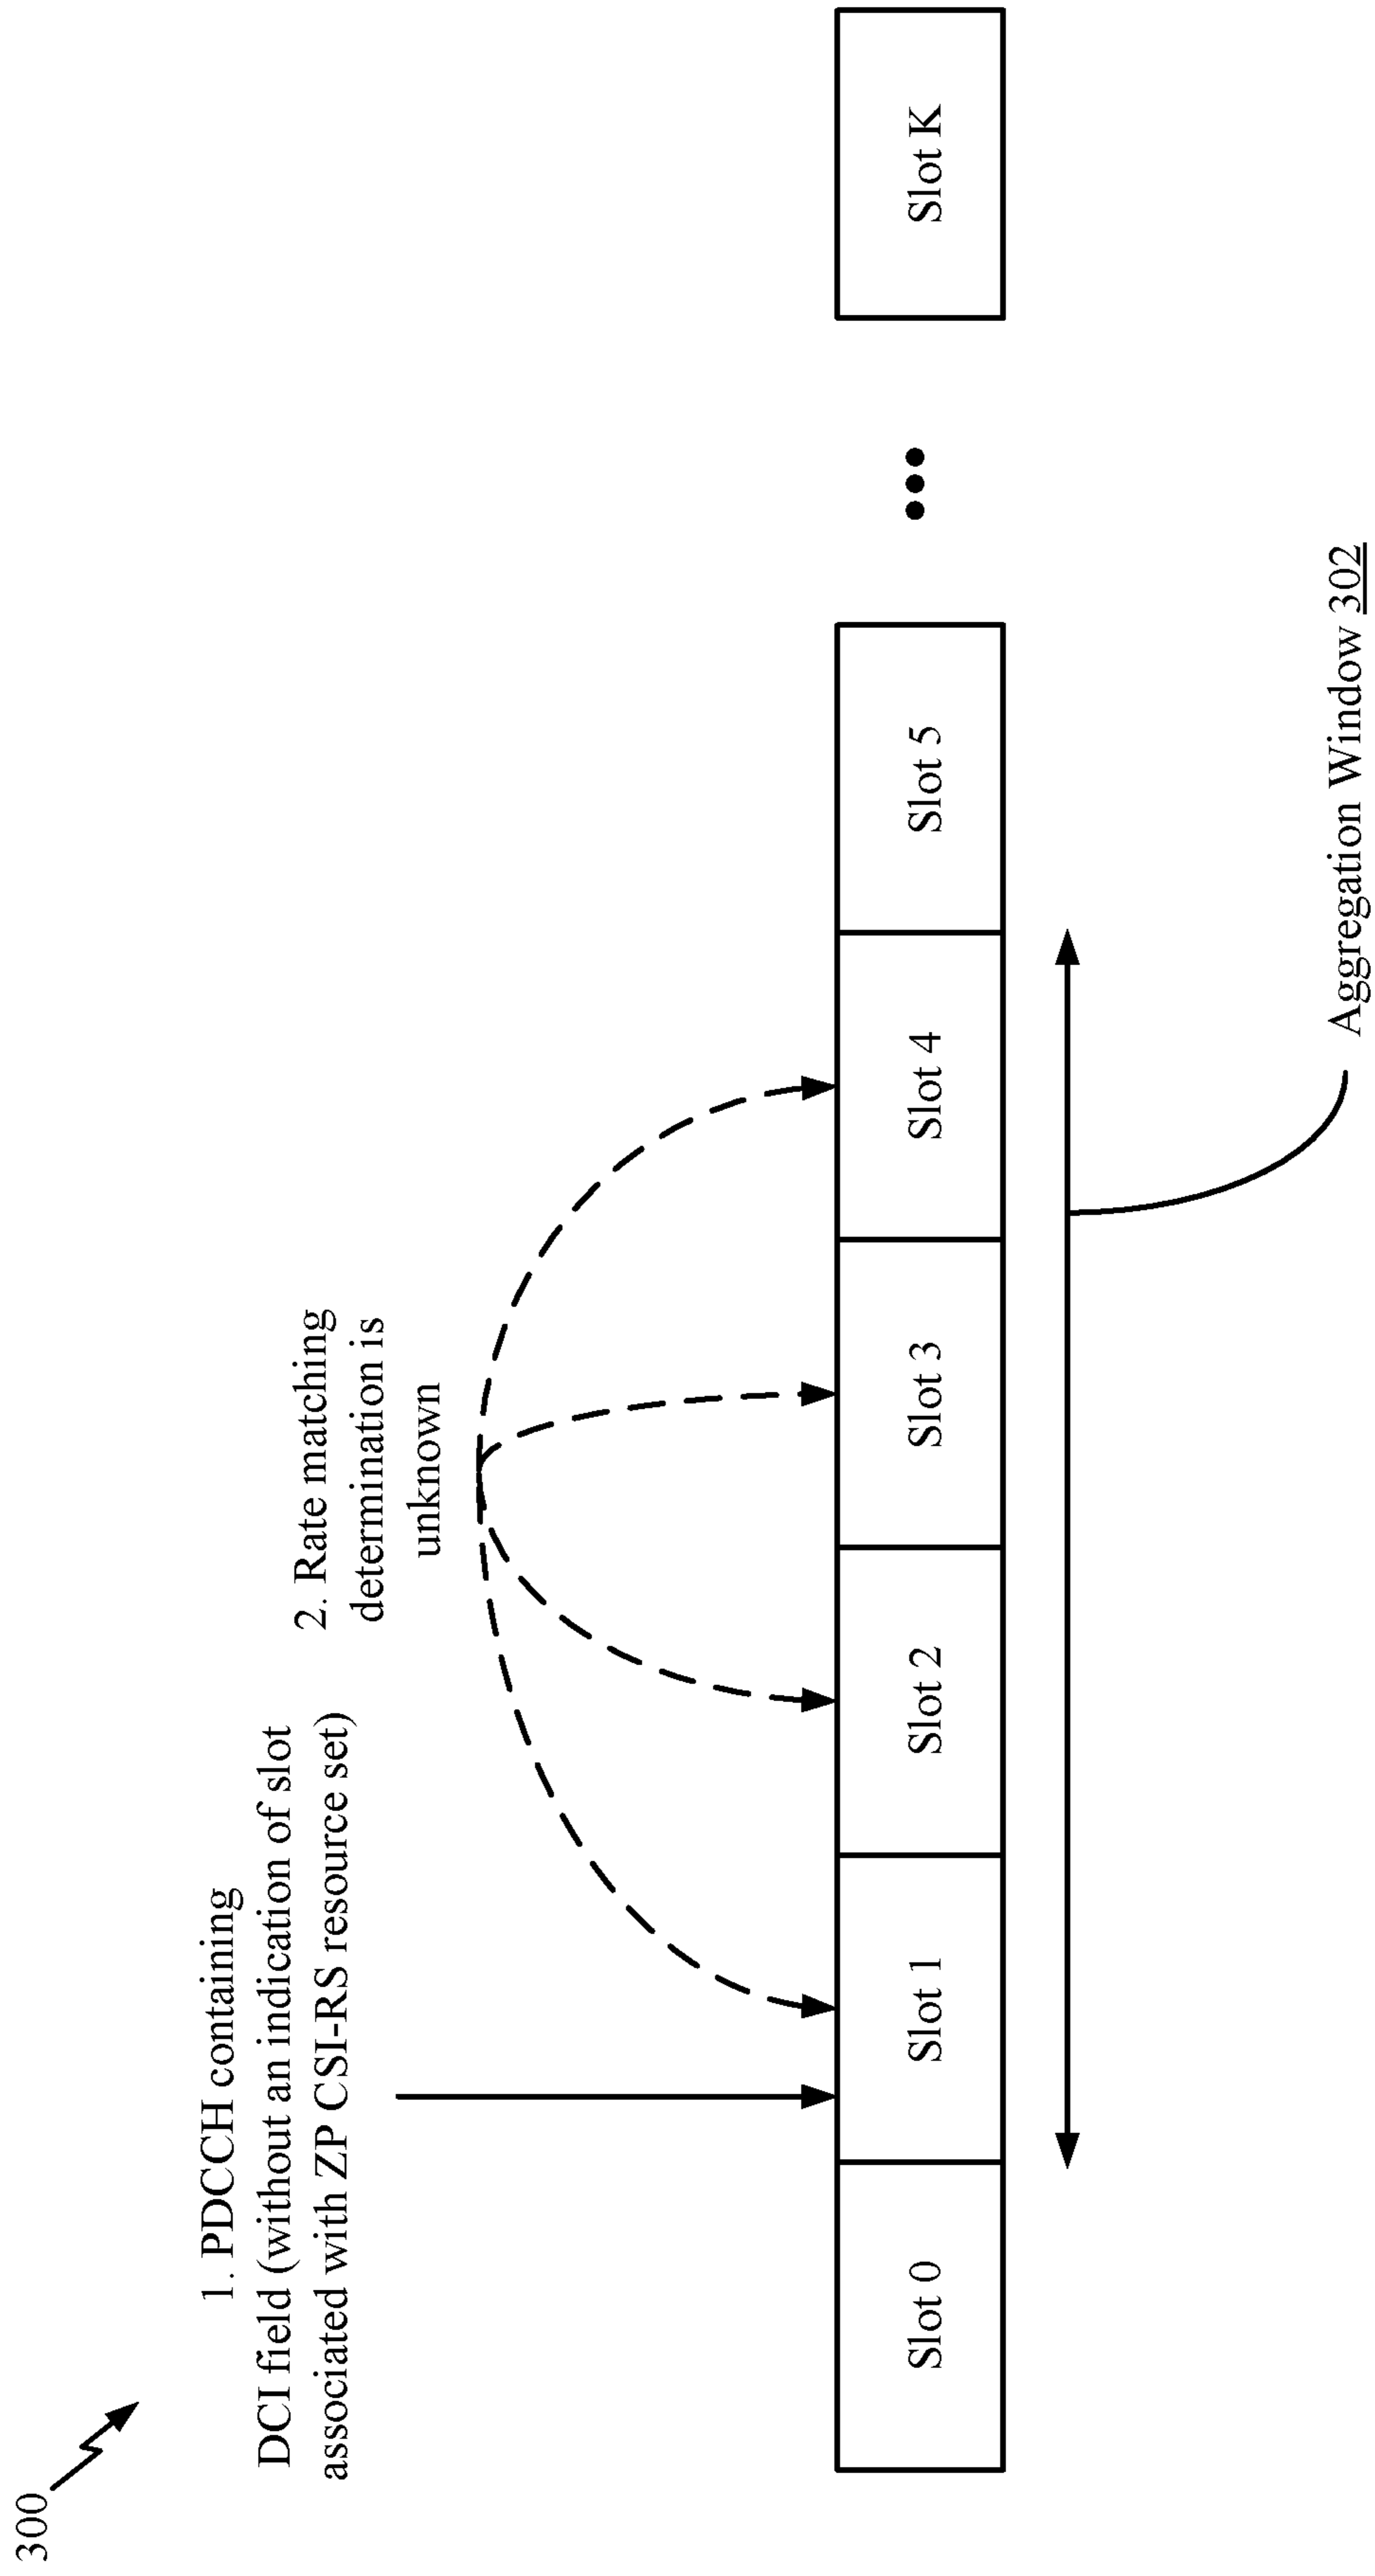 300
1. PDCCH containing
DCI field (without an indication of slot
associated with ZP CSI-RS resource set)
2. Rate matching
determination is
unknown
Slot 0
Slot 1
Slot 2
Slot 3
Slot 4
Slot 5
Slot K
Aggregation Window 302